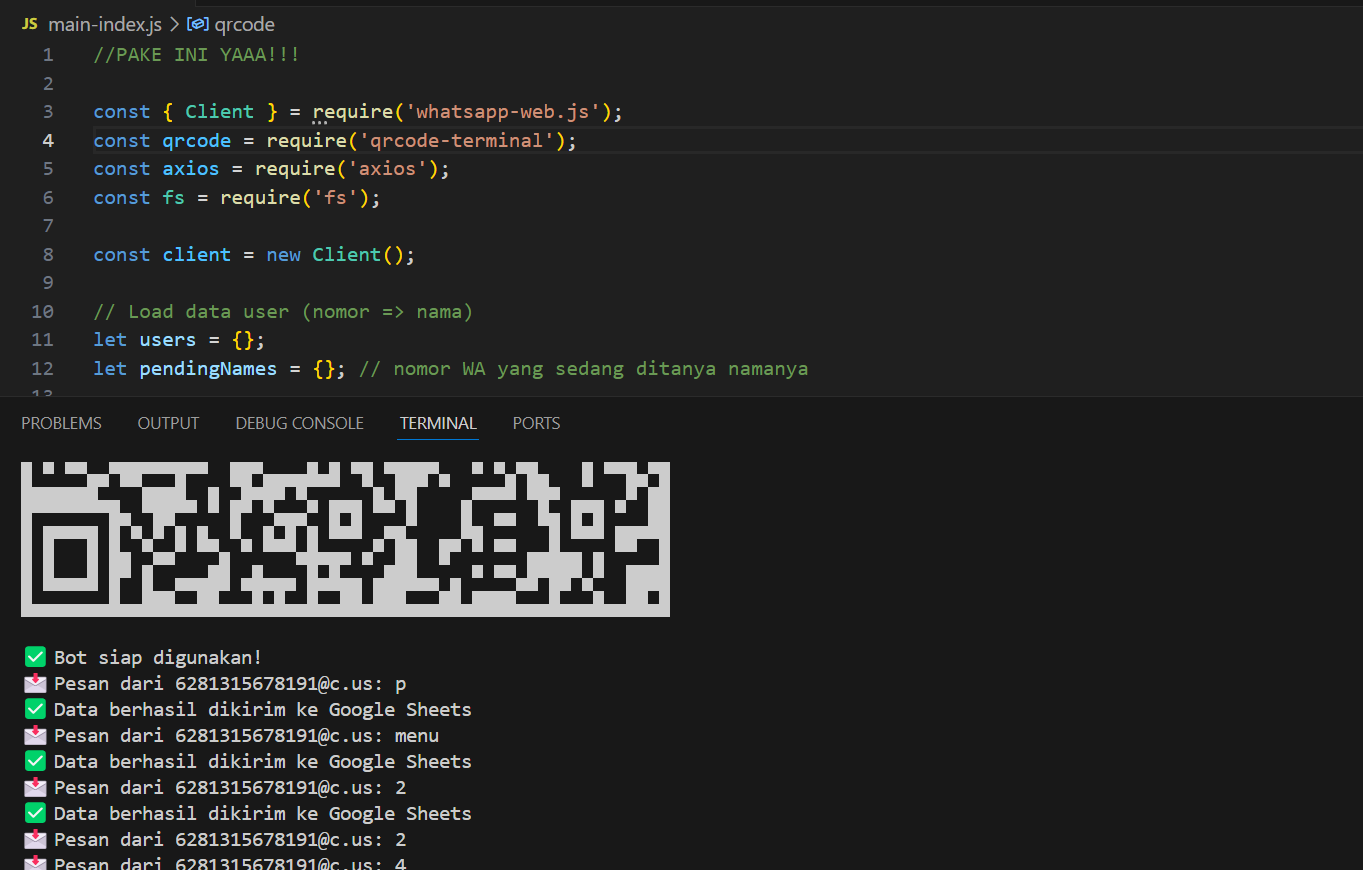 JS main-index.js > qrcode
1 //PAKE INI YAAA!!!
2
3 const { Client } = require('whatsapp-web.js');
4 const qrcode = require('qrcode-terminal');
5 const axios = require('axios');
6 const fs = require('fs');
7
8 const client = new Client();
9
10 // Load data user (nomor => nama)
11 let users = {};
12 let pendingNames = {}; // nomor WA yang sedang ditanya namanya
13
PROBLEMS OUTPUT DEBUG CONSOLE TERMINAL PORTS
✅ Bot siap digunakan!
📩 Pesan dari 6281315678191@c.us: p
✅ Data berhasil dikirim ke Google Sheets
📩 Pesan dari 6281315678191@c.us: menu
✅ Data berhasil dikirim ke Google Sheets
📩 Pesan dari 6281315678191@c.us: 2
✅ Data berhasil dikirim ke Google Sheets
📩 Pesan dari 6281315678191@c.us: 2
📩 Pesan dari 6281315678191@c.us: 4